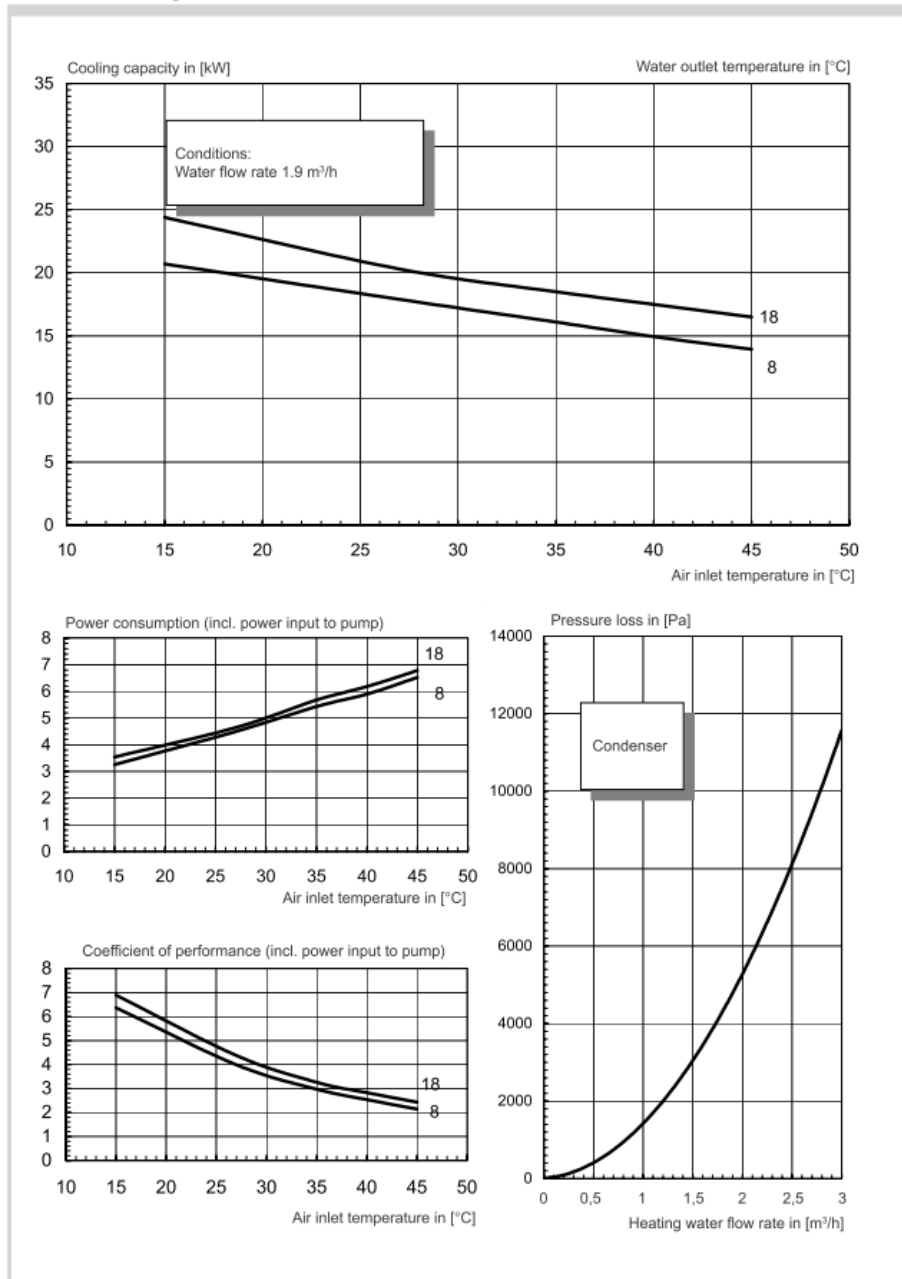 Cooling capacity in [kW]
Water outlet temperature in [°C]
35
30
25
20
15
10
5
0
Conditions:
Water flow rate 1.9 m³/h
18
8
10 15 20 25 30 35 40 45 50
Air inlet temperature in [°C]
Power consumption (incl. power input to pump)
8
7
6
5
4
3
2
1
0
18
8
10 15 20 25 30 35 40 45 50
Air inlet temperature in [°C]
Coefficient of performance (incl. power input to pump)
8
7
6
5
4
3
2
1
0
18
8
10 15 20 25 30 35 40 45 50
Air inlet temperature in [°C]
Pressure loss in [Pa]
14000
12000
10000
8000
6000
4000
2000
0
Condenser
0 0,5 1 1,5 2 2,5 3
Heating water flow rate in [m³/h]